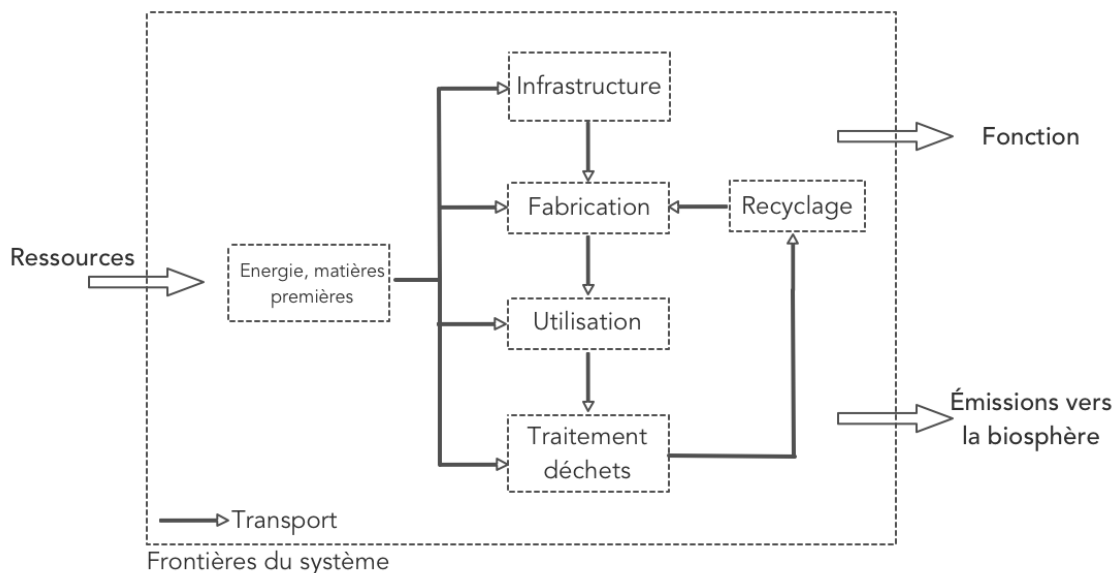 Infrastructure
Fonction
Fabrication
Recyclage
Ressources
Energie, matières
premières
Utilisation
Émissions vers
la biosphère
Traitement
déchets
Transport
Frontières du système